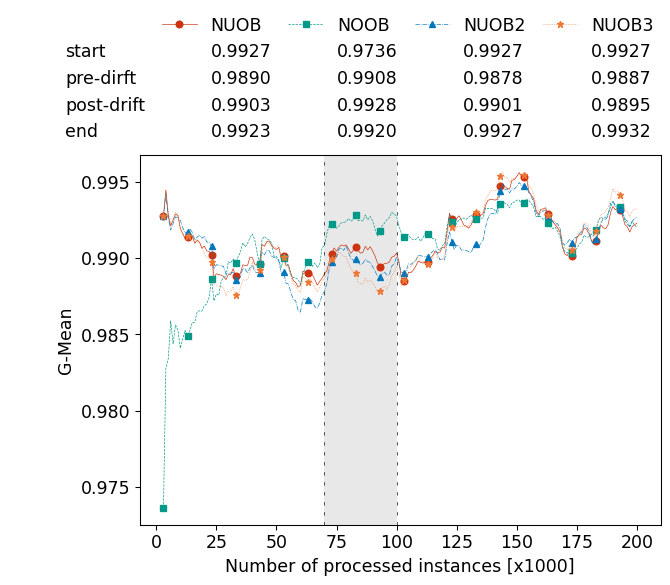 NUOB NOOB NUOB2 NUOB3
start 0.9927 0.9736 0.9927 0.9927
pre-dirft 0.9890 0.9908 0.9878 0.9887
post-drift 0.9903 0.9928 0.9901 0.9895
end 0.9923 0.9920 0.9927 0.9932
0.995
0.990
0.985
0.980
0.975
G-Mean
0 25 50 75 100 125 150 175 200
Number of processed instances [x1000]